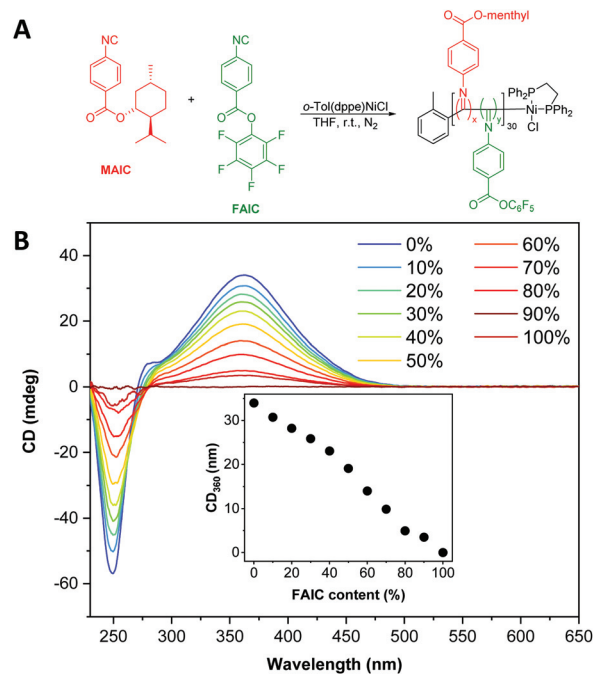 A
NC
NC
O
O
MAIC
+
O
O
F
F
F
F
F
FAIC
o-Tol(dppe)NiCl
THF, r.t., N2
O
O-menthyl
N
x
y
30
N
Ph2P
Ni
PPh2
Cl
O
OC6F5
B
CD (mdeg)
40
20
0
-20
-40
-60
0%
10%
20%
30%
40%
50%
60%
70%
80%
90%
100%
CD360 (nm)
30
20
10
0
0 20 40 60 80 100
FAIC content (%)
250 300 350 400 450 500 550 600 650
Wavelength (nm)